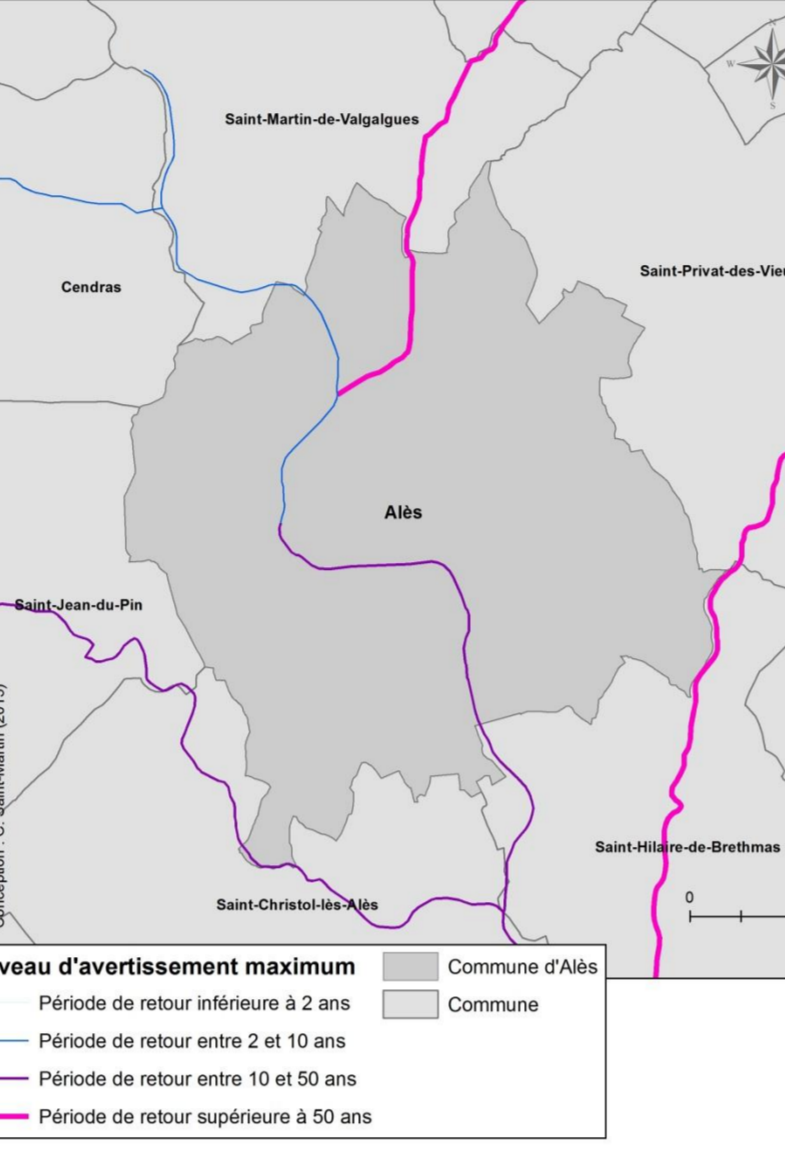 N
W
S
Saint-Martin-de-Valgalgues
Saint-Privat-des-Vieu
Cendras
Alès
Saint-Jean-du-Pin
Saint-Hilaire-de-Brethmas
0
Saint-Christol-lès-Alès
veau d'avertissement maximum
Période de retour inférieure à 2 ans
Période de retour entre 2 et 10 ans
Période de retour entre 10 et 50 ans
Période de retour supérieure à 50 ans
Commune d'Alès
Commune